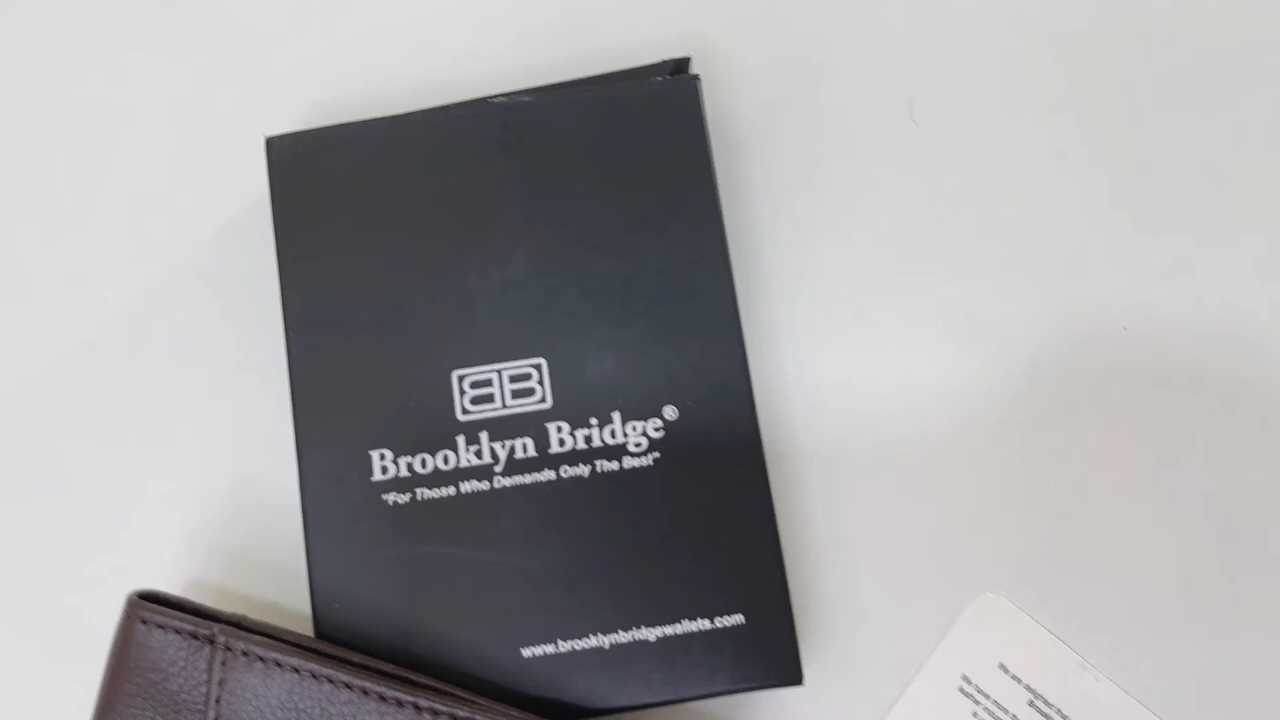 BB
Brooklyn Bridge®
"For Those Who Demands Only The Best"
www.brooklynbridgewallets.com